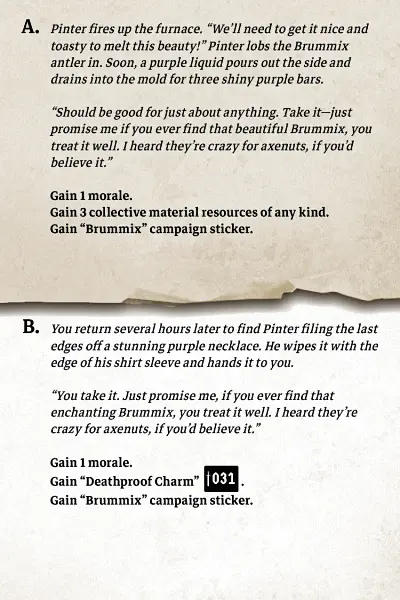 A. Pinter fires up the furnace. “We’ll need to get it nice and
toasty to melt this beauty!” Pinter lobs the Brummix
antler in. Soon, a purple liquid pours out the side and
drains into the mold for three shiny purple bars.
“Should be good for just about anything. Take it—just
promise me if you ever find that beautiful Brummix, you
treat it well. I heard they’re crazy for axenuts, if you’d
believe it.”
Gain 1 morale.
Gain 3 collective material resources of any kind.
Gain “Brummix” campaign sticker.
B. You return several hours later to find Pinter filing the last
edges off a stunning purple necklace. He wipes it with the
edge of his shirt sleeve and hands it to you.
“You take it. Just promise me, if you ever find that
enchanting Brummix, you treat it well. I heard they’re
crazy for axenuts, if you’d believe it.”
Gain 1 morale.
Gain “Deathproof Charm” 031 .
Gain “Brummix” campaign sticker.